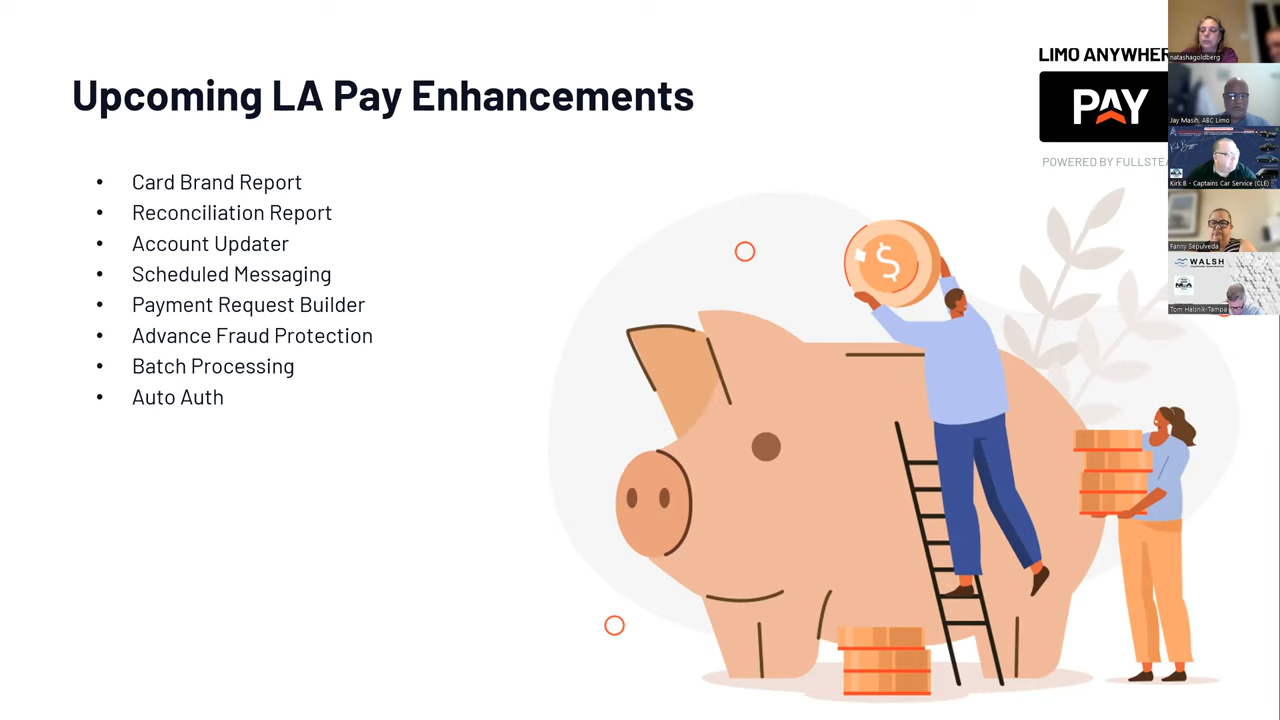 Upcoming LA Pay Enhancements
• Card Brand Report
• Reconciliation Report
• Account Updater
• Scheduled Messaging
• Payment Request Builder
• Advance Fraud Protection
• Batch Processing
• Auto Auth
LIMO ANYWHER
PAY
POWERED BY FULLSTEA
$
natashagoldberg
Jay Masih, ABC Limo
Kirk B - Captains Car Service (CLE)
Fanny Sepulveda
WALSH
Tom Halsnik-Tampa